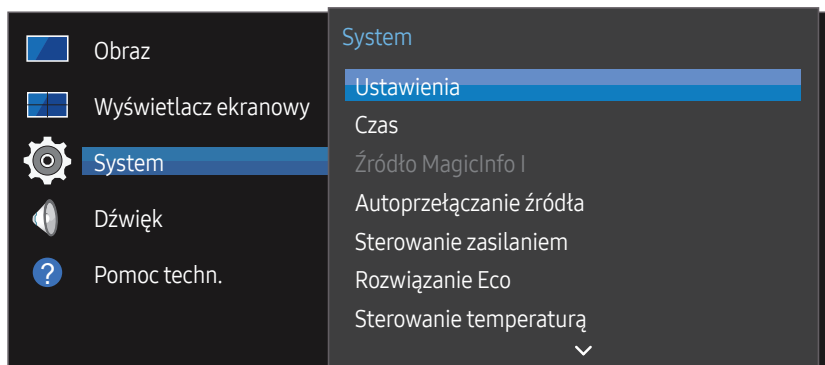 Obraz
Wyświetlacz ekranowy
System
Dźwięk
Pomoc techn.
System
Ustawienia
Czas
Źródło MagicInfo I
Autoprzełączanie źródła
Sterowanie zasilaniem
Rozwiązanie Eco
Sterowanie temperaturą